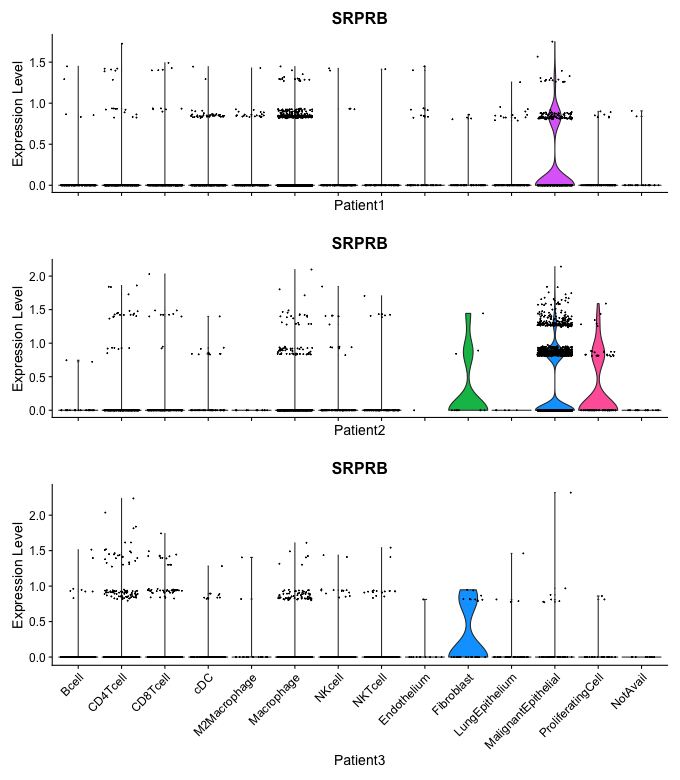 SRPRB
Expression Level
1.5
1.0
0.5
0.0
Patient1
SRPRB
Expression Level
2.0
1.5
1.0
0.5
0.0
Patient2
SRPRB
Expression Level
2.0
1.5
1.0
0.5
0.0
Bcell
CD4Tcell
CD8Tcell
cDC
M2Macrophage
Macrophage
NKcell
NKTcell
Endothelium
Fibroblast
LungEpithelium
MalignantEpithelial
ProliferatingCell
NotAvail
Patient3